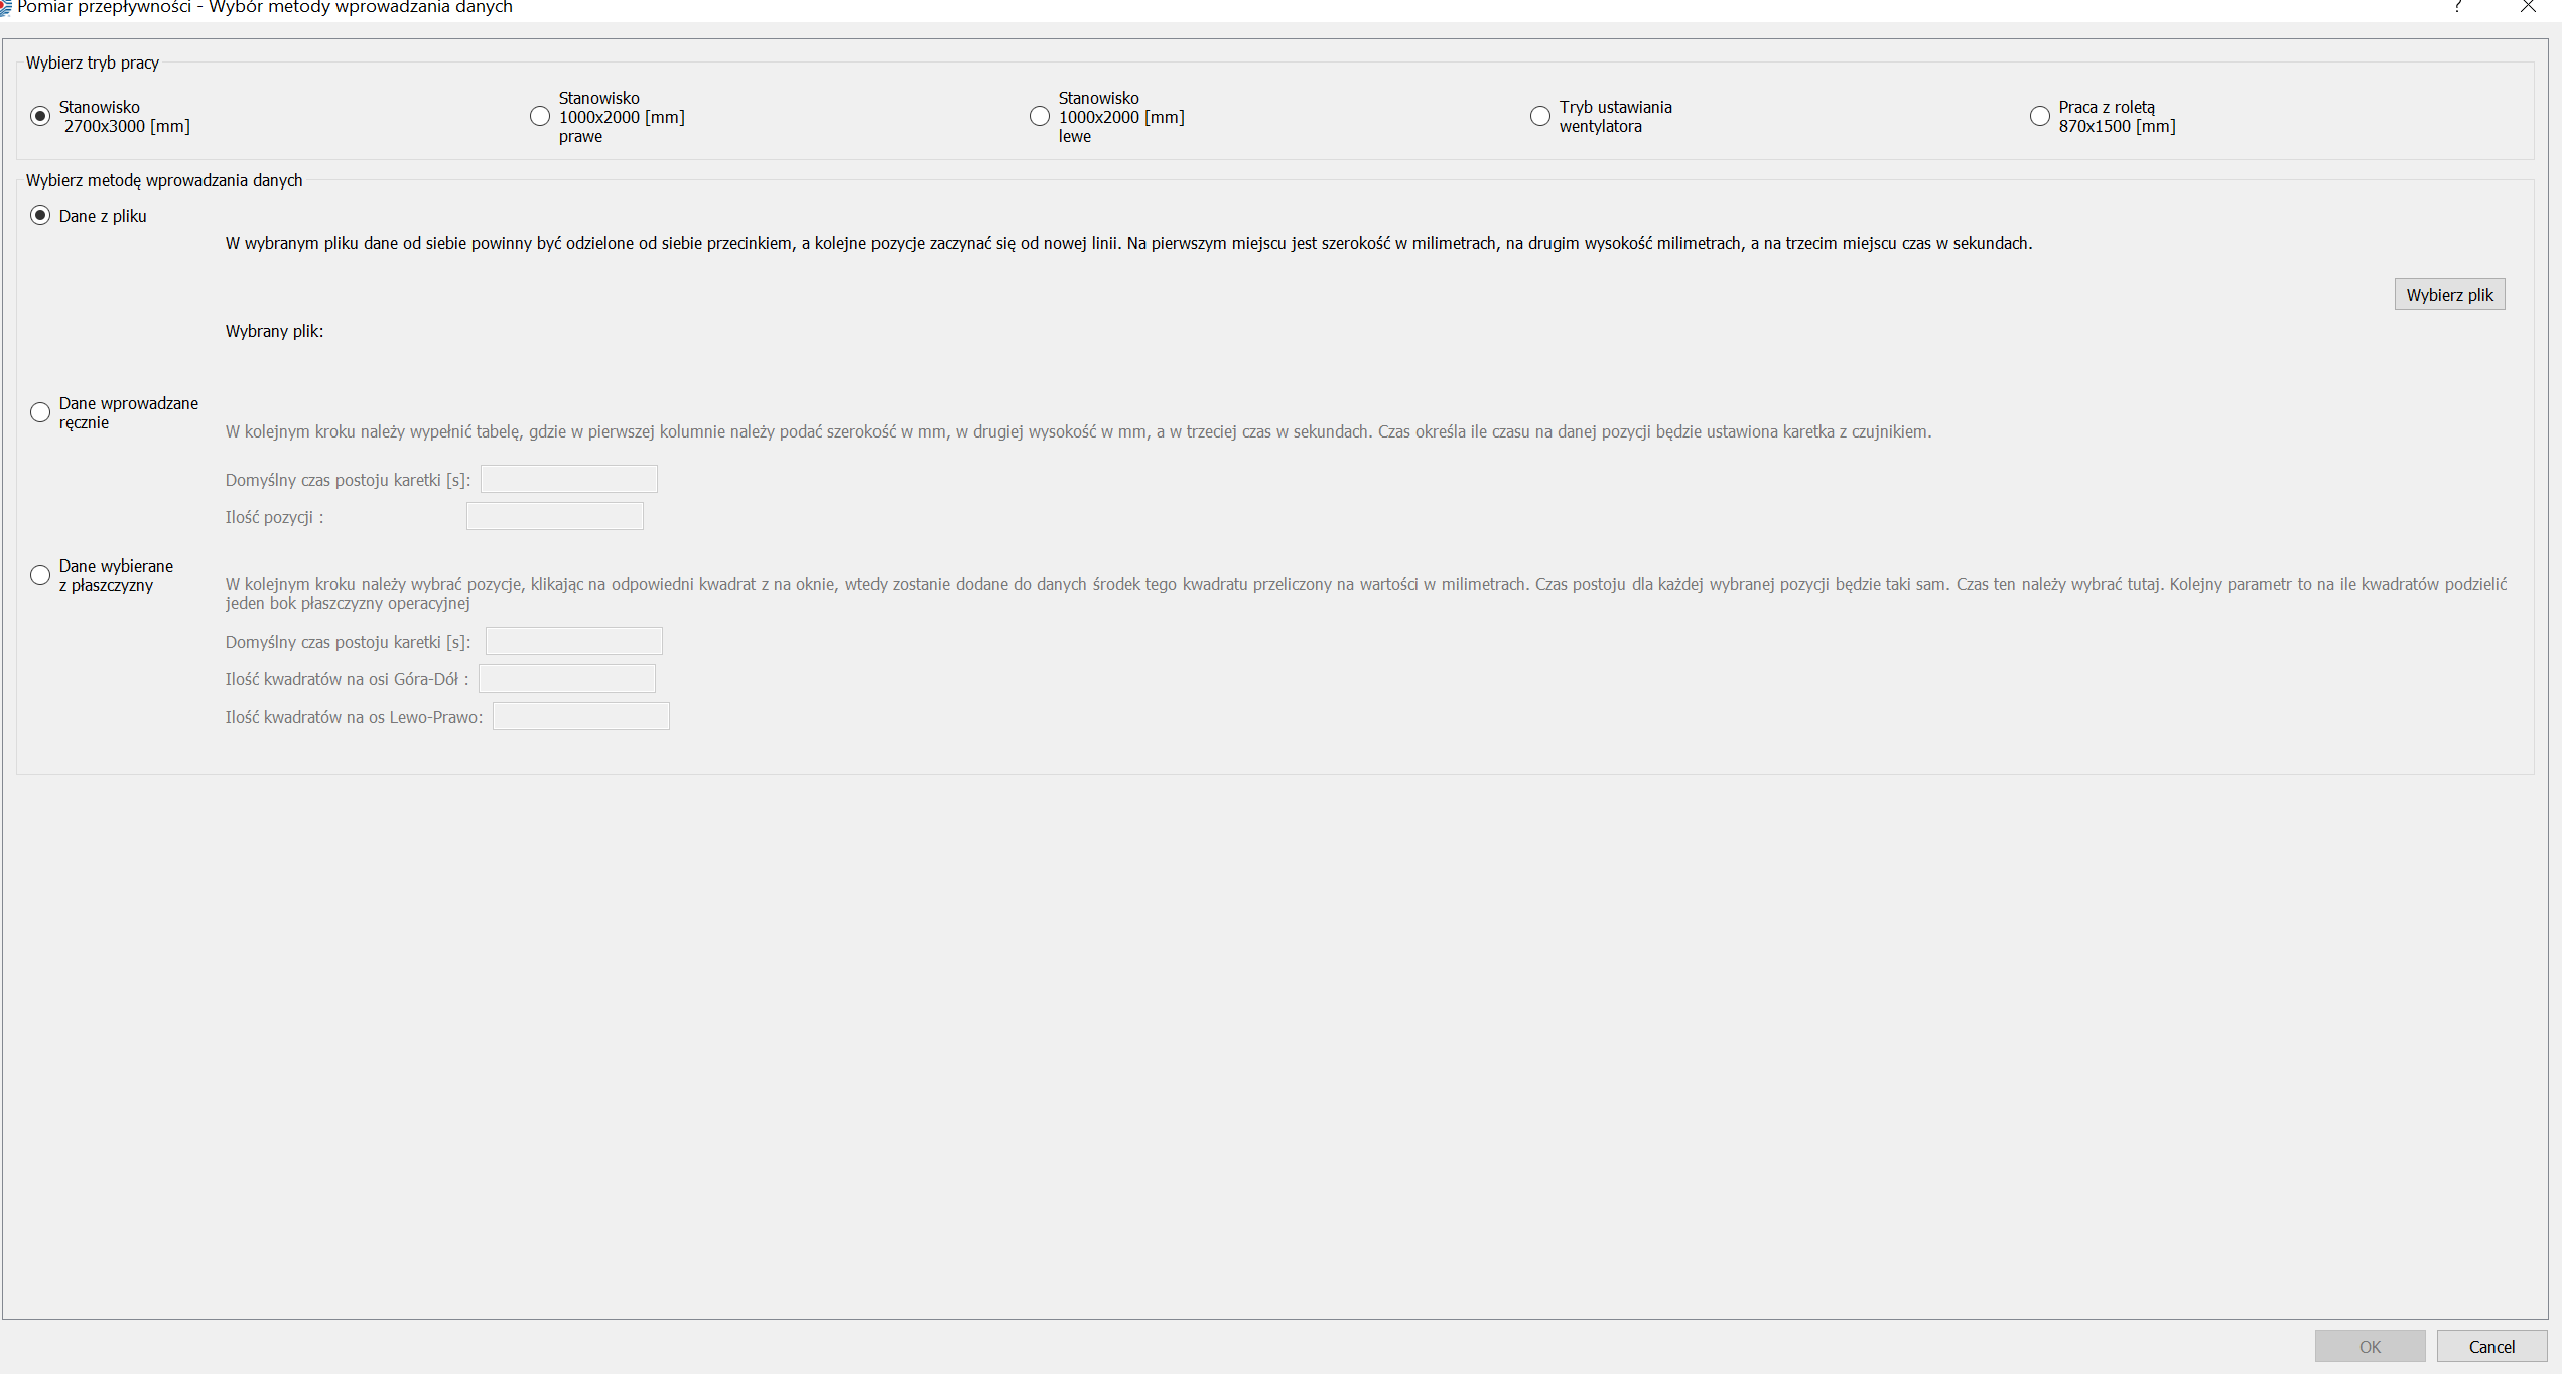 Pomiar przepływności - Wybór metody wprowadzania danych
?
Wybierz tryb pracy
Stanowisko
2700x3000 [mm]
Stanowisko
1000x2000 [mm]
prawe
Stanowisko
1000x2000 [mm]
lewe
Tryb ustawiania
wentylatora
Praca z roletą
870x1500 [mm]
Wybierz metodę wprowadzania danych
Dane z pliku
W wybranym pliku dane od siebie powinny być odzielone od siebie przecinkiem, a kolejne pozycje zaczynać się od nowej linii. Na pierwszym miejscu jest szerokość w milimetrach, na drugim wysokość milimetrach, a na trzecim miejscu czas w sekundach.
Wybierz plik
Wybrany plik:
Dane wprowadzane
ręcznie
W kolejnym kroku należy wypełnić tabelę, gdzie w pierwszej kolumnie należy podać szerokość w mm, w drugiej wysokość w mm, a w trzeciej czas w sekundach. Czas określa ile czasu na danej pozycji będzie ustawiona karetka z czujnikiem.
Domyślny czas postoju karetki [s]:
Ilość pozycji :
Dane wybierane
z płaszczyzny
W kolejnym kroku należy wybrać pozycje, klikając na odpowiedni kwadrat z na oknie, wtedy zostanie dodane do danych środek tego kwadratu przeliczony na wartości w milimetrach. Czas postoju dla każdej wybranej pozycji będzie taki sam. Czas ten należy wybrać tutaj. Kolejny parametr to na ile kwadratów podzielić
jeden bok płaszczyzny operacyjnej
Domyślny czas postoju karetki [s]:
Ilość kwadratów na osi Góra-Dół :
Ilość kwadratów na os Lewo-Prawo:
OK
Cancel